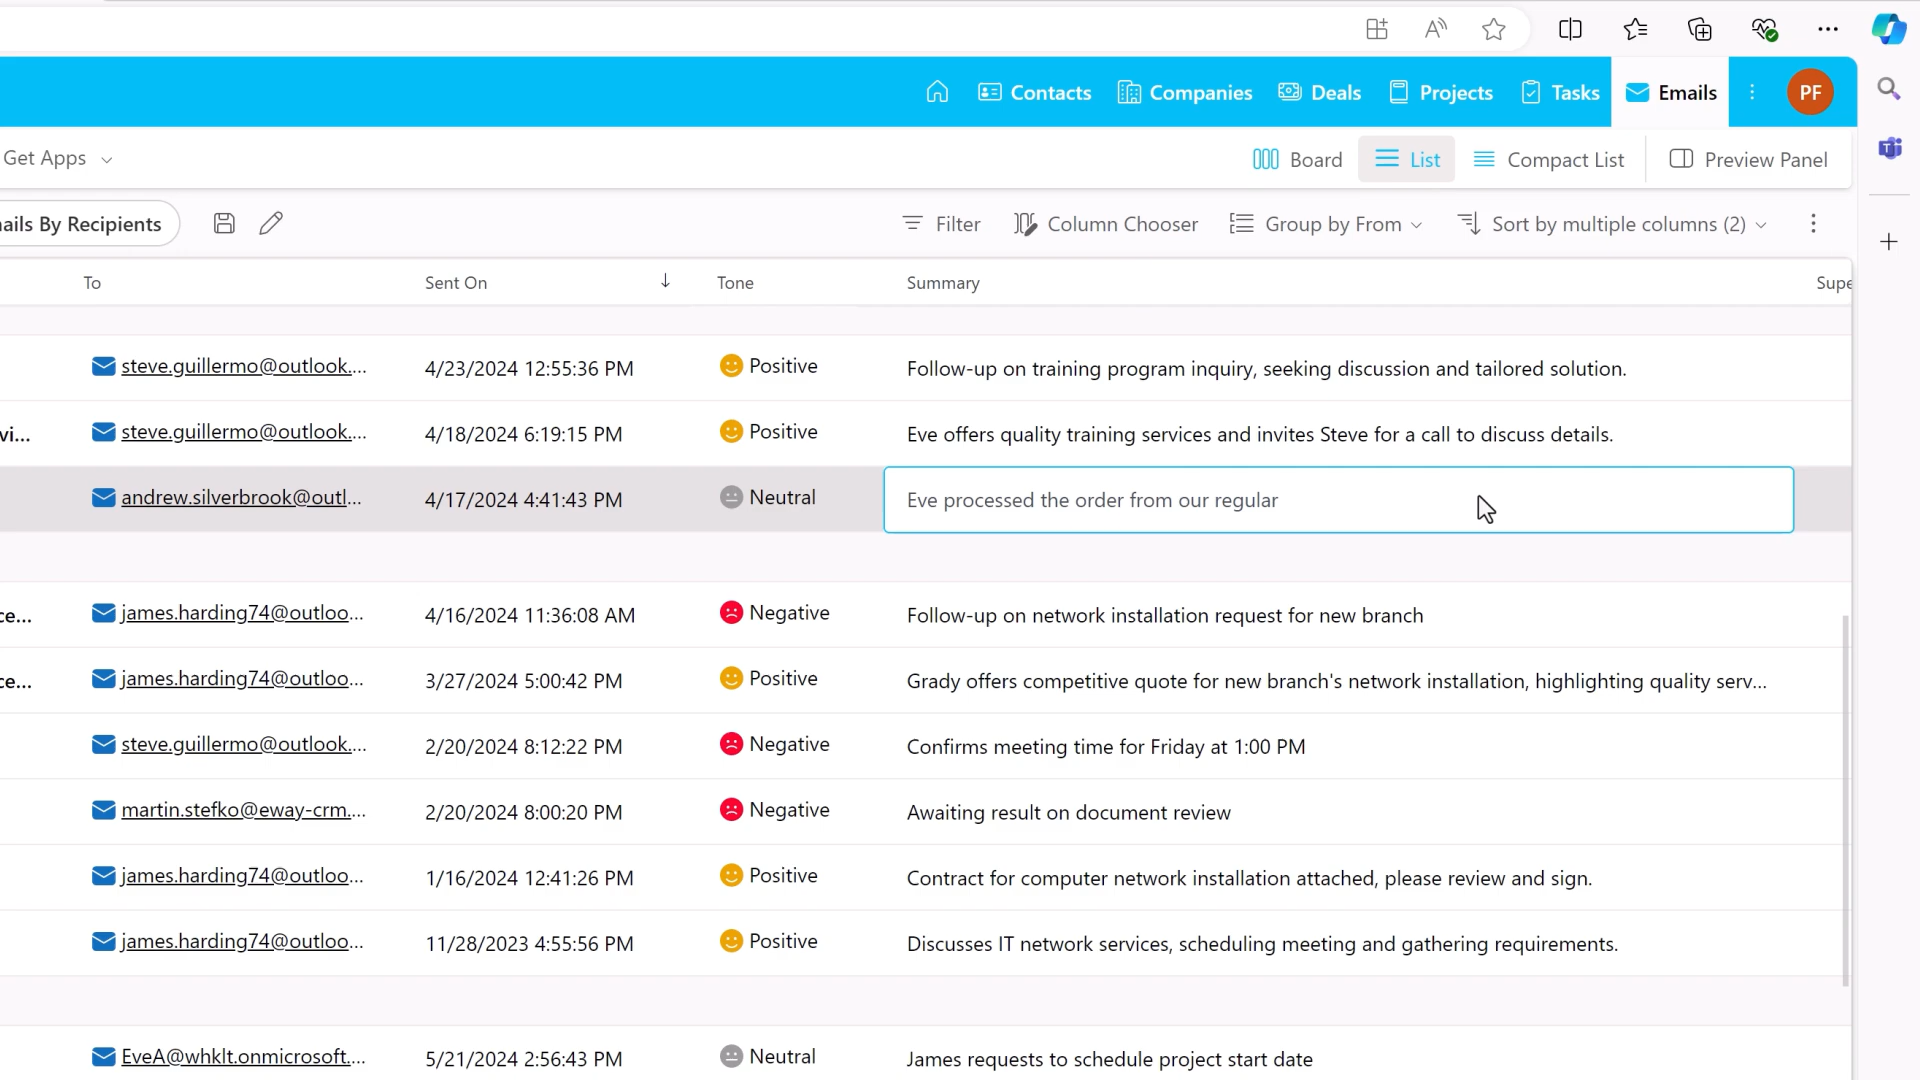 Contacts Companies Deals Projects Tasks Emails PF
Get Apps Board List Compact List Preview Panel
ails By Recipients Filter Column Chooser Group by From Sort by multiple columns (2)
To Sent On Tone Summary Supe
steve.guillermo@outlook.... 4/23/2024 12:55:36 PM Positive Follow-up on training program inquiry, seeking discussion and tailored solution.
vi... steve.guillermo@outlook.... 4/18/2024 6:19:15 PM Positive Eve offers quality training services and invites Steve for a call to discuss details.
andrew.silverbrook@outl... 4/17/2024 4:41:43 PM Neutral Eve processed the order from our regular
ce... james.harding74@outloo... 4/16/2024 11:36:08 AM Negative Follow-up on network installation request for new branch
ce... james.harding74@outloo... 3/27/2024 5:00:42 PM Positive Grady offers competitive quote for new branch's network installation, highlighting quality serv...
steve.guillermo@outlook.... 2/20/2024 8:12:22 PM Negative Confirms meeting time for Friday at 1:00 PM
martin.stefko@eway-crm.... 2/20/2024 8:00:20 PM Negative Awaiting result on document review
james.harding74@outloo... 1/16/2024 12:41:26 PM Positive Contract for computer network installation attached, please review and sign.
james.harding74@outloo... 11/28/2023 4:55:56 PM Positive Discusses IT network services, scheduling meeting and gathering requirements.
EveA@whklt.onmicrosoft.... 5/21/2024 2:56:43 PM Neutral James requests to schedule project start date